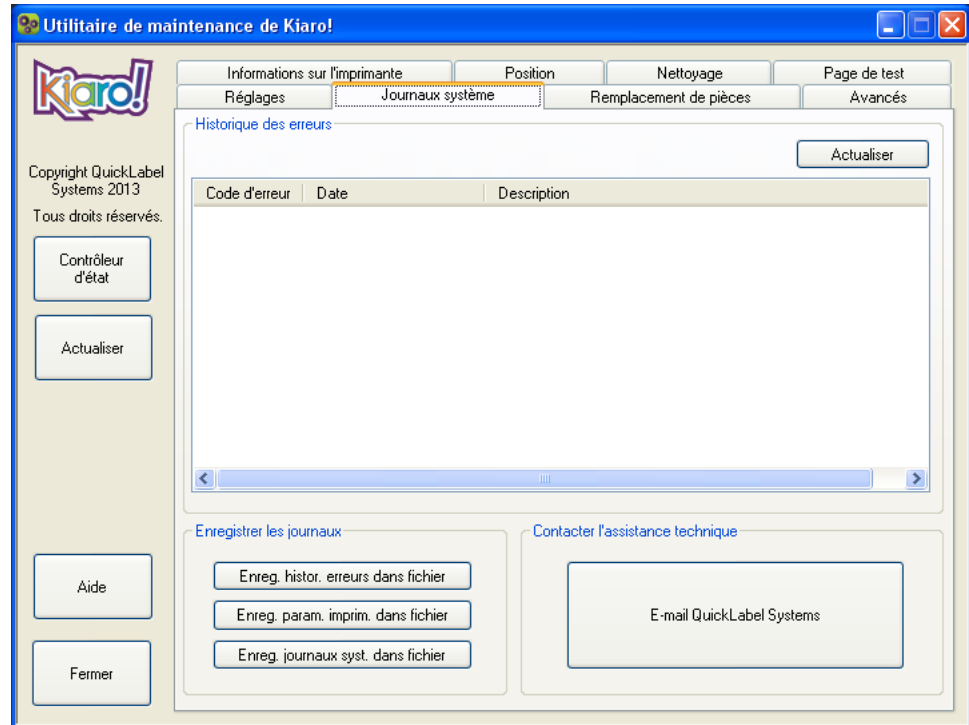 Utilitaire de maintenance de Kiaro!
Kiaro!
Copyright QuickLabel
Systems 2013
Tous droits réservés.
Contrôleur
d'état
Actualiser
Aide
Fermer
Informations sur l'imprimante
Position
Nettoyage
Page de test
Réglages
Journaux système
Remplacement de pièces
Avancés
Historique des erreurs
Actualiser
Code d'erreur
Date
Description
Enregistrer les journaux
Enreg. histor. erreurs dans fichier
Enreg. param. imprim. dans fichier
Enreg. journaux syst. dans fichier
Contacter l'assistance technique
E-mail QuickLabel Systems